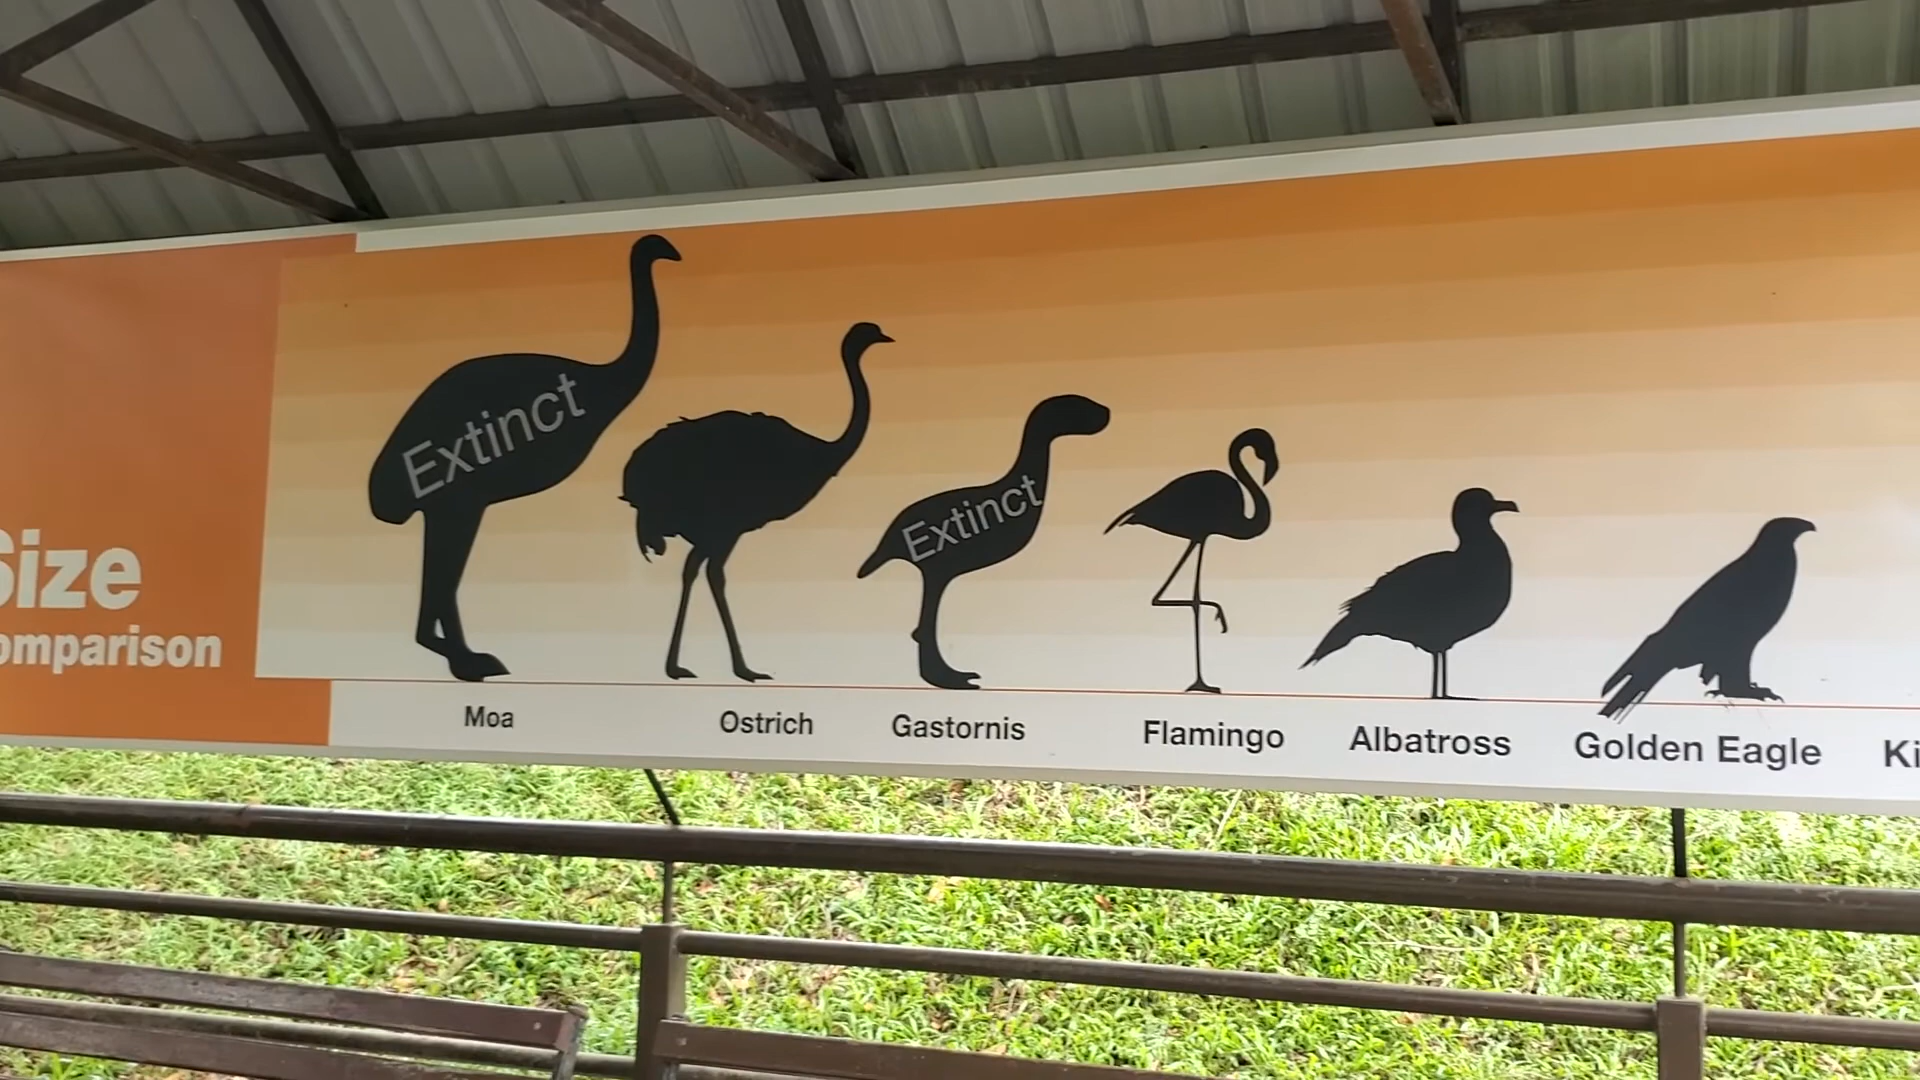 Size
omparison
Extinct
Extinct
Moa
Ostrich
Gastornis
Flamingo
Albatross
Golden Eagle
Ki